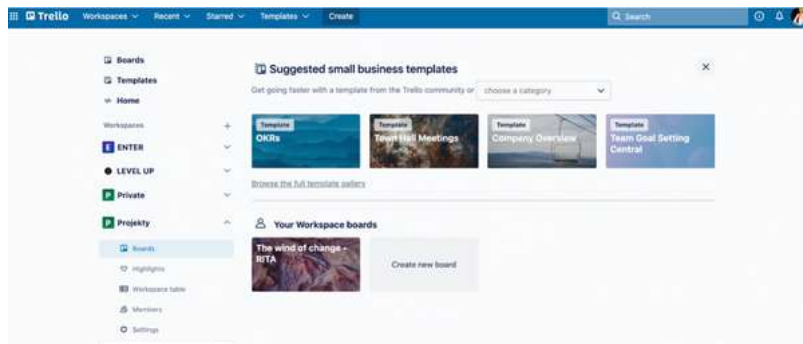 Trello Workspaces Recent Starred Templates Create Search
Boards
Templates
Home
Workspaces
E ENTER
LEVEL UP
P Private
P Projekty
Boards
Highlights
Workspace table
Members
Settings
Suggested small business templates
Get going faster with a template from the Trello community or choose a category
Template
OKRs
Template
Town Hall Meetings
Template
Company Overview
Template
Team Goal Setting
Central
Browse the full template gallery
Your Workspace boards
The wind of change -
RITA
Create new board